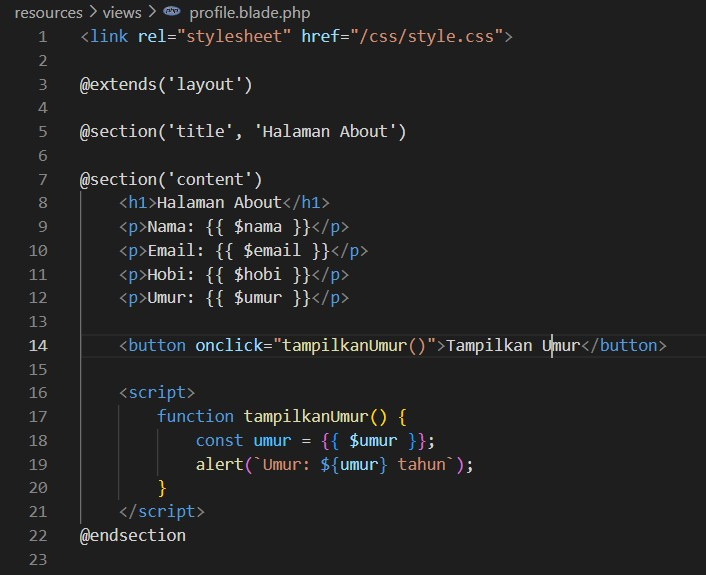 resources > views > profile.blade.php
1 <link rel="stylesheet" href="/css/style.css">
2
3 @extends('layout')
4
5 @section('title', 'Halaman About')
6
7 @section('content')
8 <h1>Halaman About</h1>
9 <p>Nama: {{ $nama }}</p>
10 <p>Email: {{ $email }}</p>
11 <p>Hobi: {{ $hobi }}</p>
12 <p>Umur: {{ $umur }}</p>
13
14 <button onclick="tampilkanUmur()">Tampilkan Umur</button>
15
16 <script>
17 function tampilkanUmur() {
18 const umur = {{ $umur }};
19 alert(`Umur: ${umur} tahun`);
20 }
21 </script>
22 @endsection
23